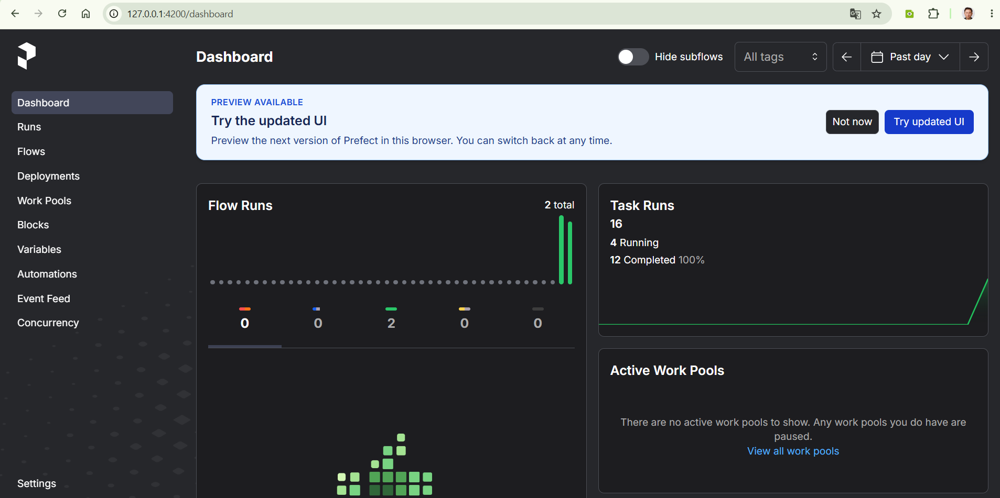 127.0.0.1:4200/dashboard
Dashboard
Hide subflows
All tags
Past day
Dashboard
Runs
Flows
Deployments
Work Pools
Blocks
Variables
Automations
Event Feed
Concurrency
Settings
PREVIEW AVAILABLE
Try the updated UI
Preview the next version of Prefect in this browser. You can switch back at any time.
Not now
Try updated UI
Flow Runs
2 total
0
0
2
0
0
Task Runs
16
4 Running
12 Completed 100%
Active Work Pools
There are no active work pools to show. Any work pools you do have are
paused.
View all work pools